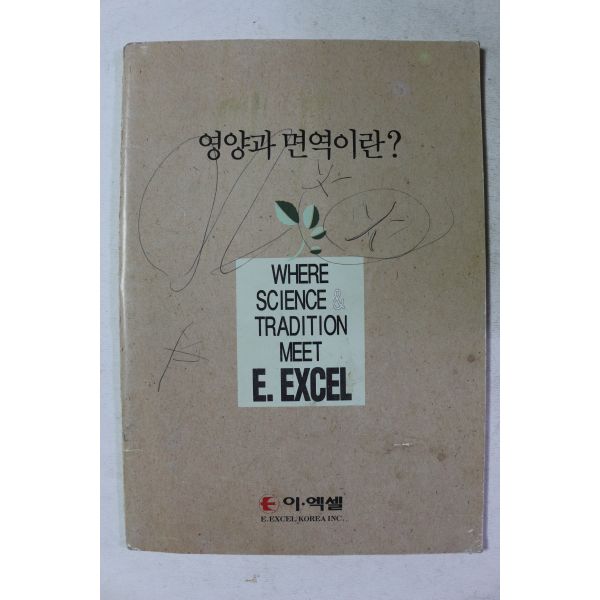 영양과 면역이란?
WHERE
SCIENCE &
TRADITION
MEET
E. EXCEL
E 이·엑셀
E.EXCEL KOREA INC.